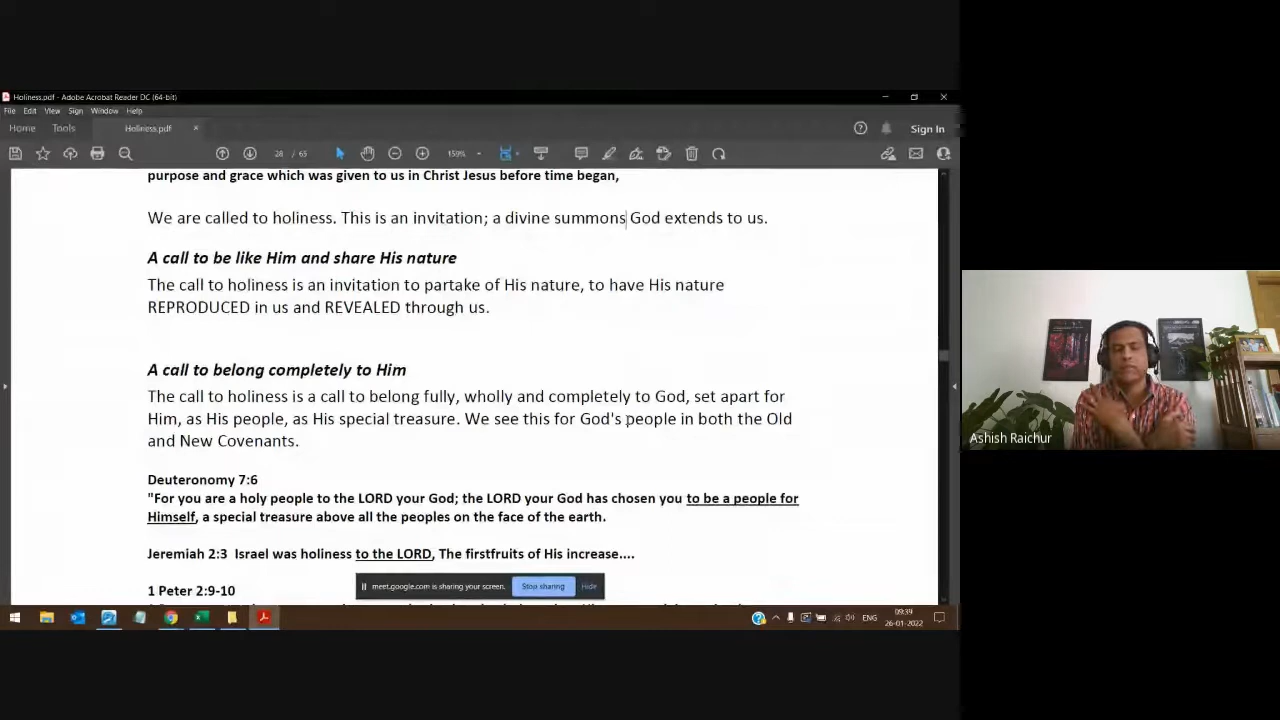 Holiness.pdf - Adobe Acrobat Reader DC (64-bit)
File Edit View Sign Window Help
Home Tools Holiness.pdf × Sign In
28 / 65 159%
purpose and grace which was given to us in Christ Jesus before time began,
We are called to holiness. This is an invitation; a divine summons God extends to us.
A call to be like Him and share His nature
The call to holiness is an invitation to partake of His nature, to have His nature
REPRODUCED in us and REVEALED through us.
A call to belong completely to Him
The call to holiness is a call to belong fully, wholly and completely to God, set apart for
Him, as His people, as His special treasure. We see this for God's people in both the Old
and New Covenants.
Deuteronomy 7:6
"For you are a holy people to the LORD your God; the LORD your God has chosen you to be a people for
Himself, a special treasure above all the peoples on the face of the earth.
Jeremiah 2:3 Israel was holiness to the LORD, The firstfruits of His increase....
1 Peter 2:9-10
meet.google.com is sharing your screen. Stop sharing Hide
ENG 09:39
26-01-2022
Ashish Raichur